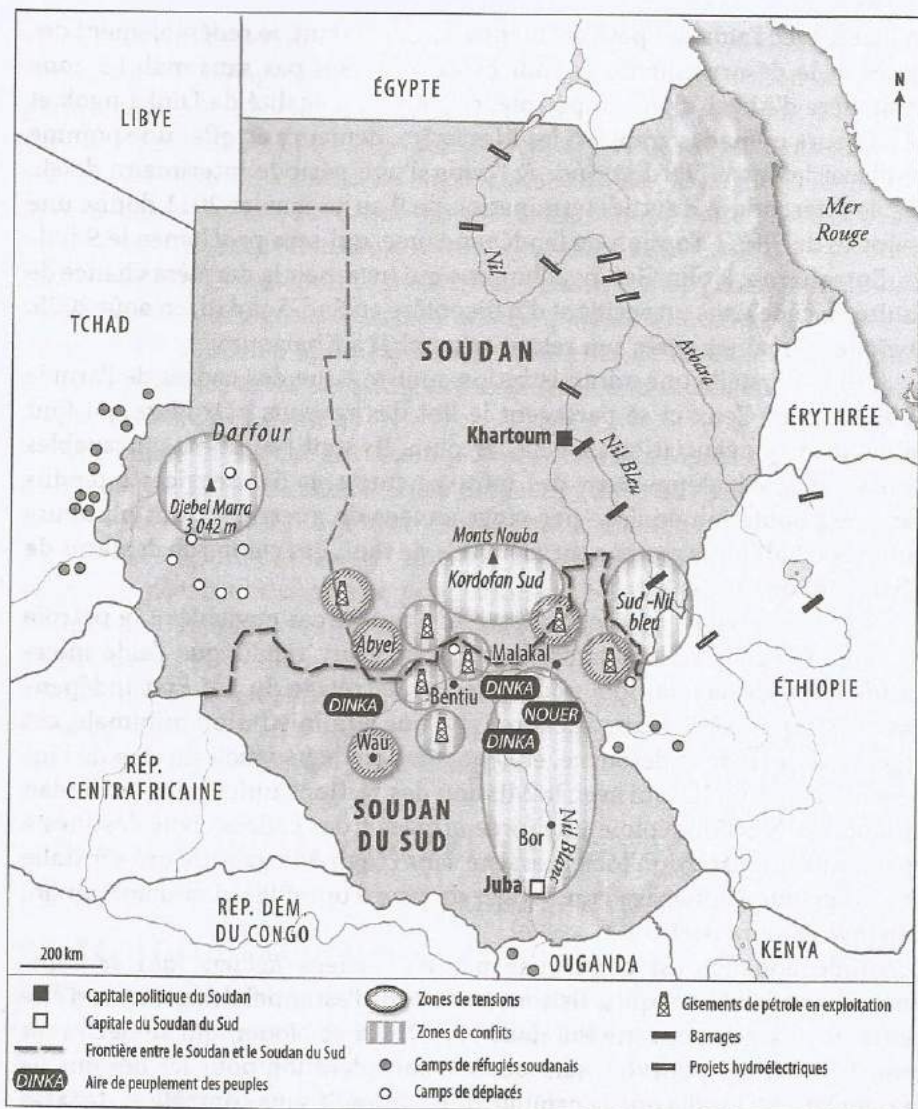 ÉGYPTE
N
LIBYE
Mer
Rouge
Nil
TCHAD
SOUDAN
Atbara
ÉRYTHRÉE
Darfour
Khartoum
Nil Bleu
Djebel Marra
3 042 m
Monts Nouba
Kordofan Sud
Sud-Nil
bleu
Abyei
Malakal
ÉTHIOPIE
DINKA
Bentiu
DINKA
NOUER
DINKA
Wau
RÉP.
CENTRAFRICAINE
SOUDAN
DU SUD
Bor
Nil Blanc
Juba
RÉP. DÉM.
DU CONGO
KENYA
200 km
OUGANDA
Capitale politique du Soudan
Capitale du Soudan du Sud
Frontière entre le Soudan et le Soudan du Sud
DINKA Aire de peuplement des peuples
Zones de tensions
Zones de conflits
Camps de réfugiés soudanais
Camps de déplacés
Gisements de pétrole en exploitation
Barrages
Projets hydroélectriques